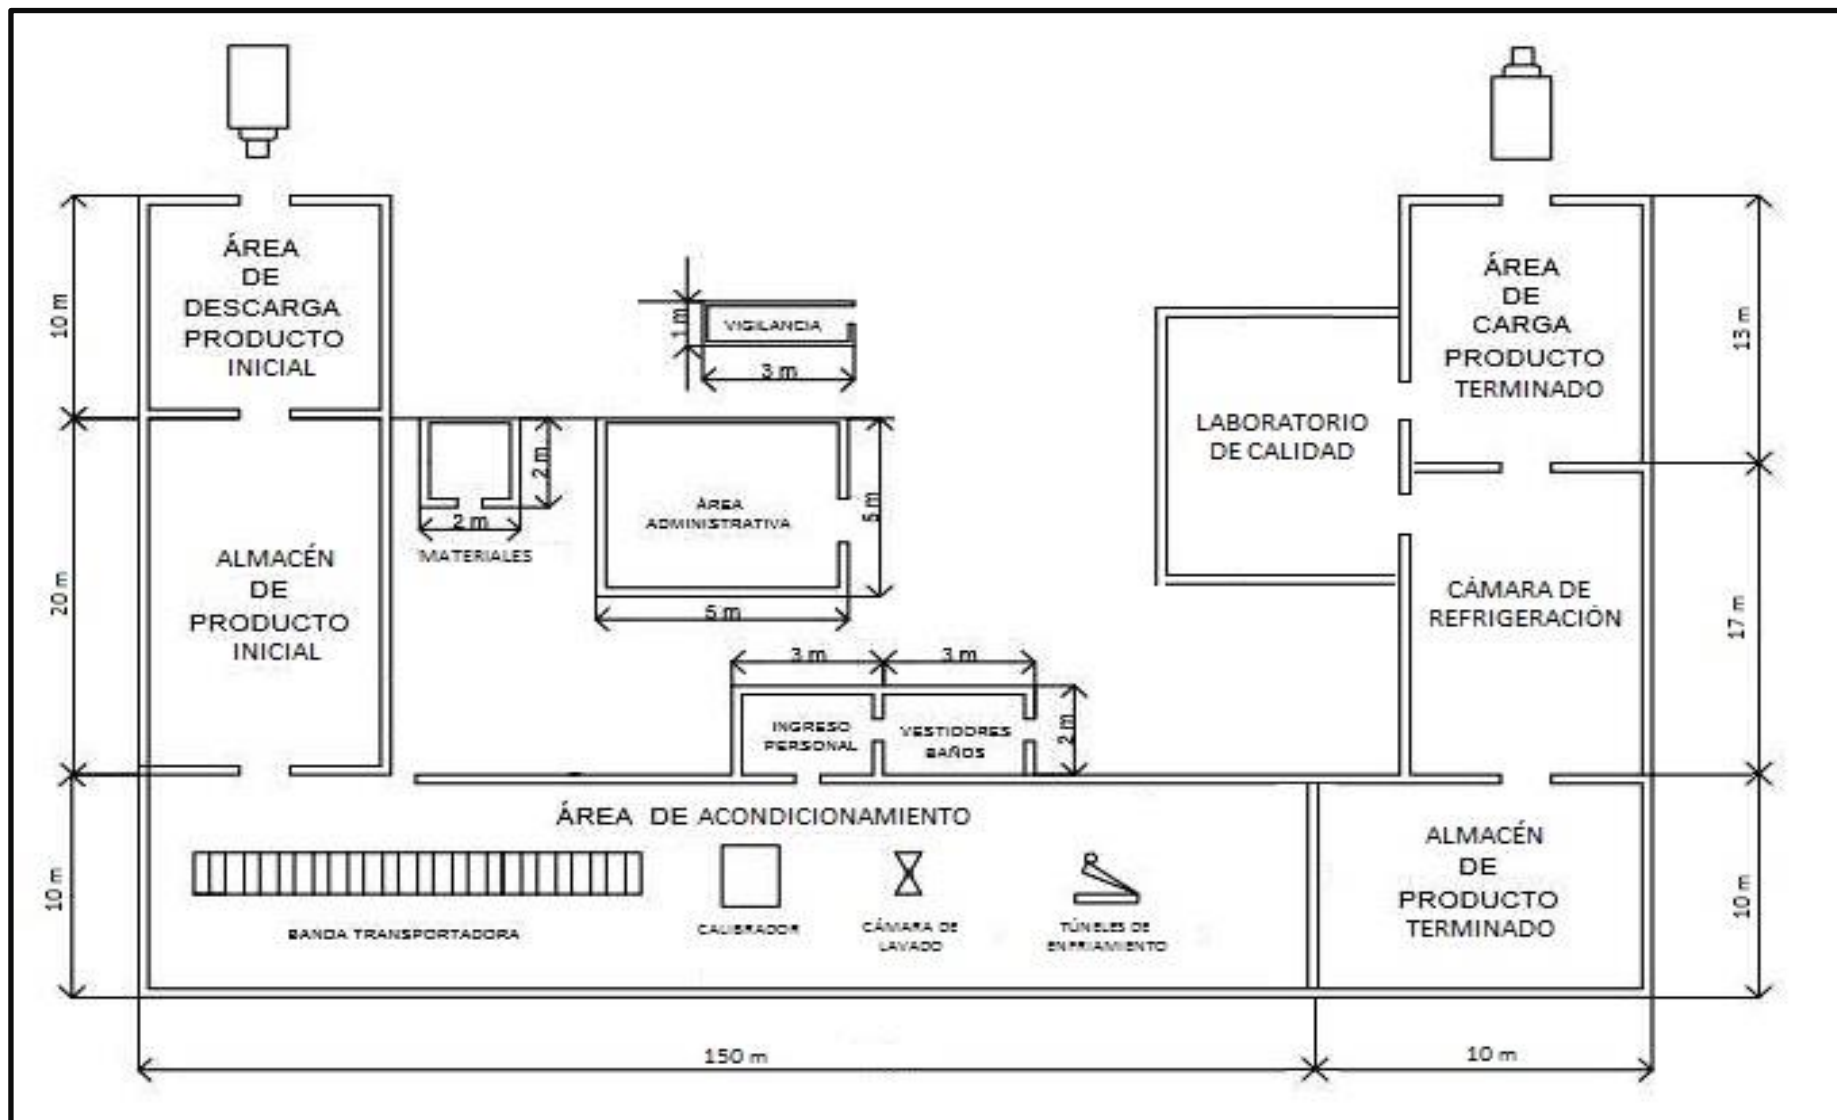 ÁREA
DE
DESCARGA
PRODUCTO
INICIAL
10 m
VIGILANCIA
1 m
3 m
ÁREA
DE
CARGA
PRODUCTO
TERMINADO
13 m
LABORATORIO
DE CALIDAD
2 m
2 m
MATERIALES
ÁREA
ADMINISTRATIVA
5 m
5 m
ALMACÉN
DE
PRODUCTO
INICIAL
20 m
CÁMARA DE
REFRIGERACIÓN
17 m
3 m
3 m
INGRESO
PERSONAL
VESTIDORES
BAÑOS
2 m
ÁREA DE ACONDICIONAMIENTO
10 m
BANDA TRANSPORTADORA
CALIBRADOR
CÁMARA DE
LAVADO
TÚNELES DE
ENFRIAMIENTO
ALMACÉN
DE
PRODUCTO
TERMINADO
10 m
150 m
10 m